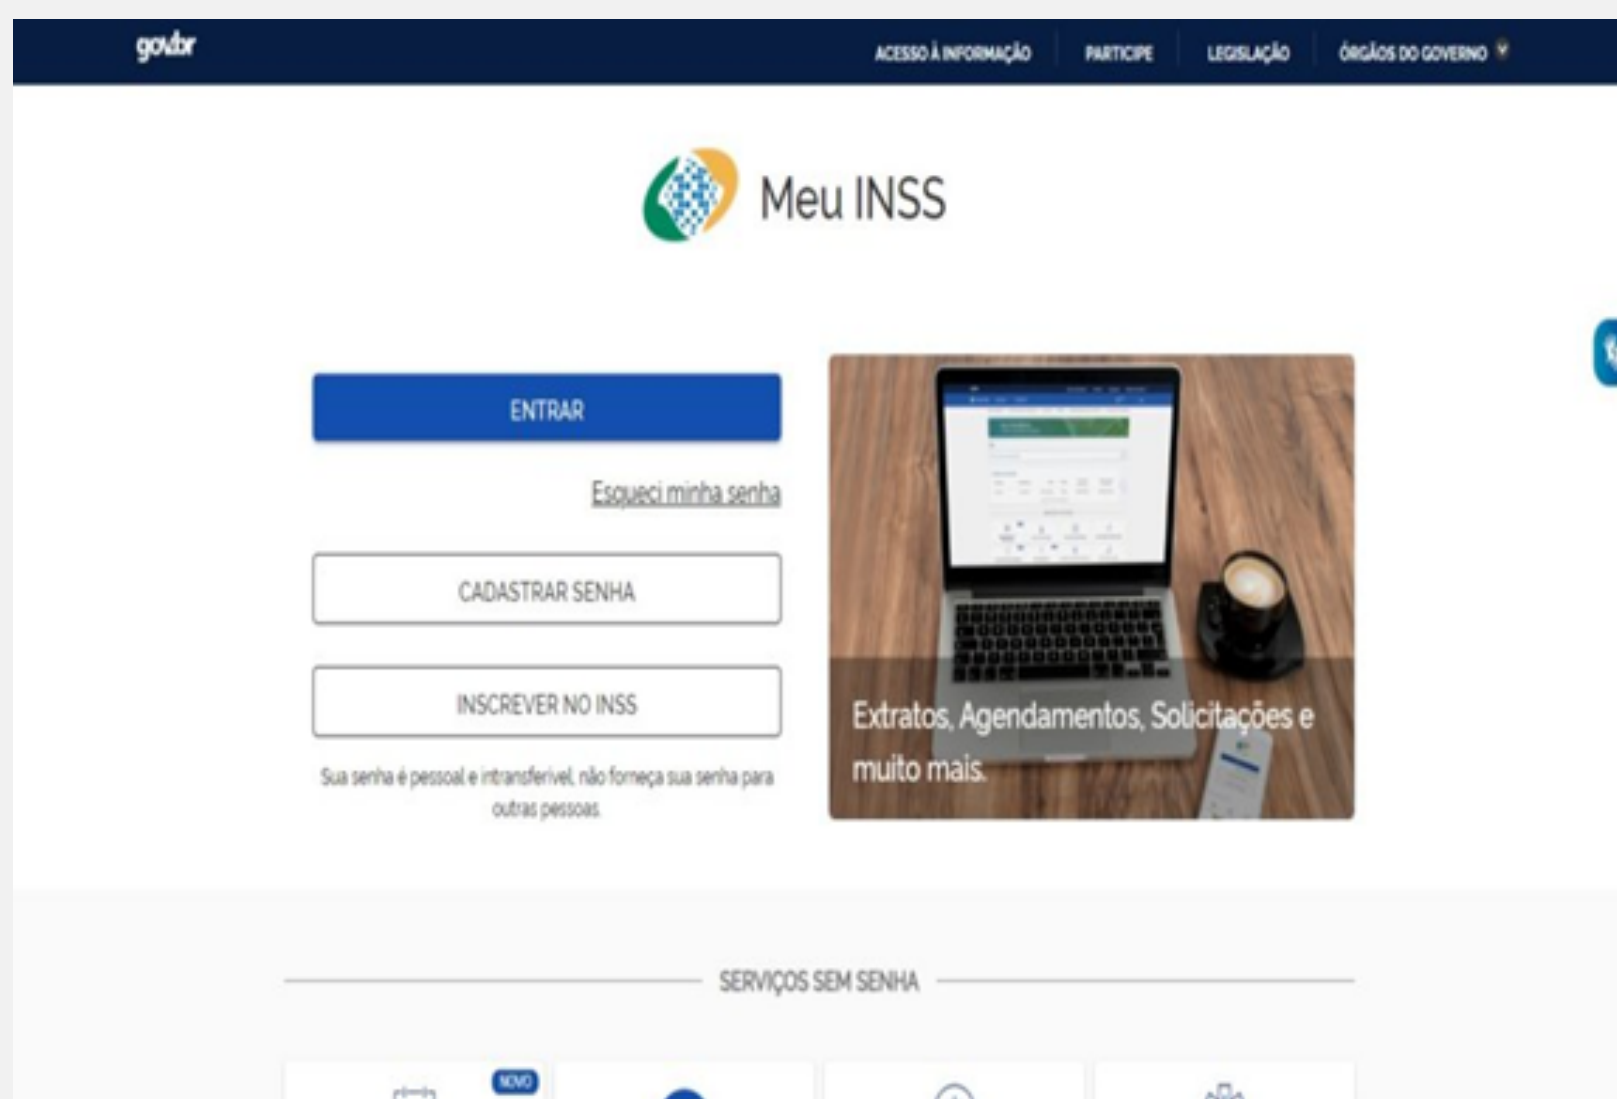 gov.br
ACESSO À INFORMAÇÃO
PARTICIPE
LEGISLAÇÃO
ÓRGÃOS DO GOVERNO
Meu INSS
ENTRAR
Esqueci minha senha
CADASTRAR SENHA
INSCREVER NO INSS
Sua senha é pessoal e intransferível, não forneça sua senha para
outras pessoas.
Extratos, Agendamentos, Solicitações e
muito mais.
SERVIÇOS SEM SENHA
NOVO